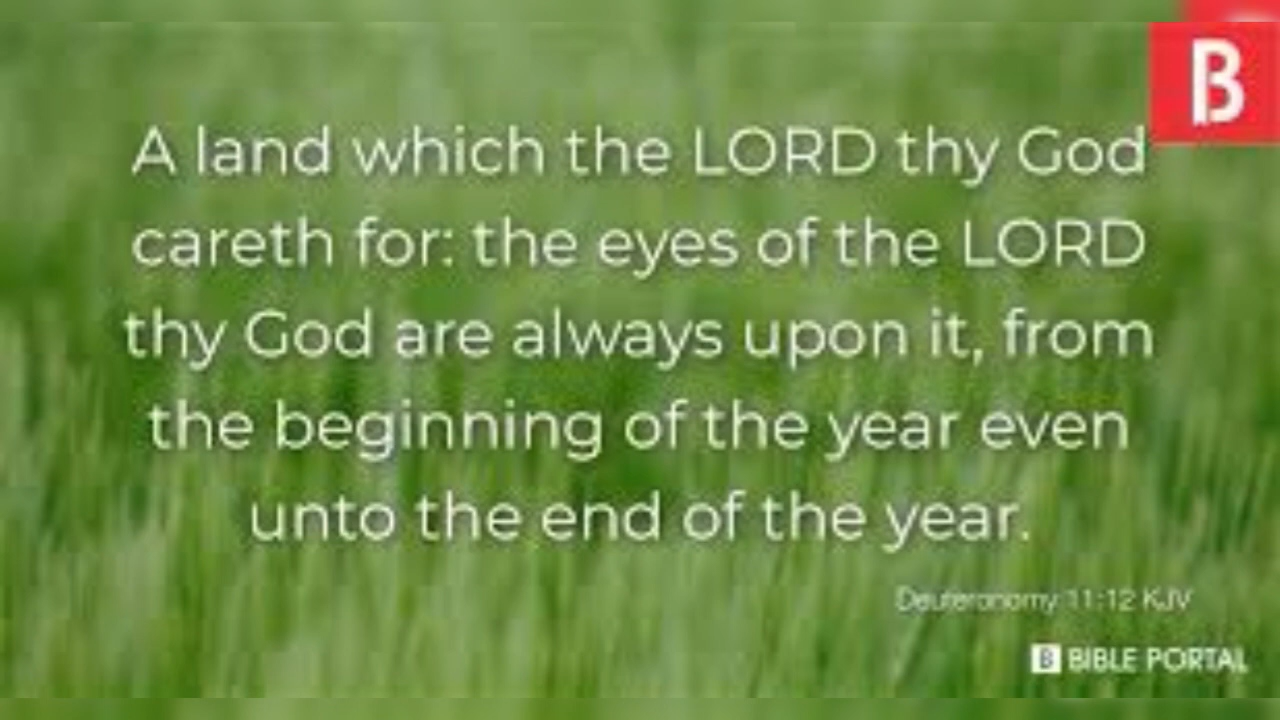 B
A land which the LORD thy God
careth for: the eyes of the LORD
thy God are always upon it, from
the beginning of the year even
unto the end of the year.
Deuteronomy 11:12 KJV
B BIBLE PORTAL